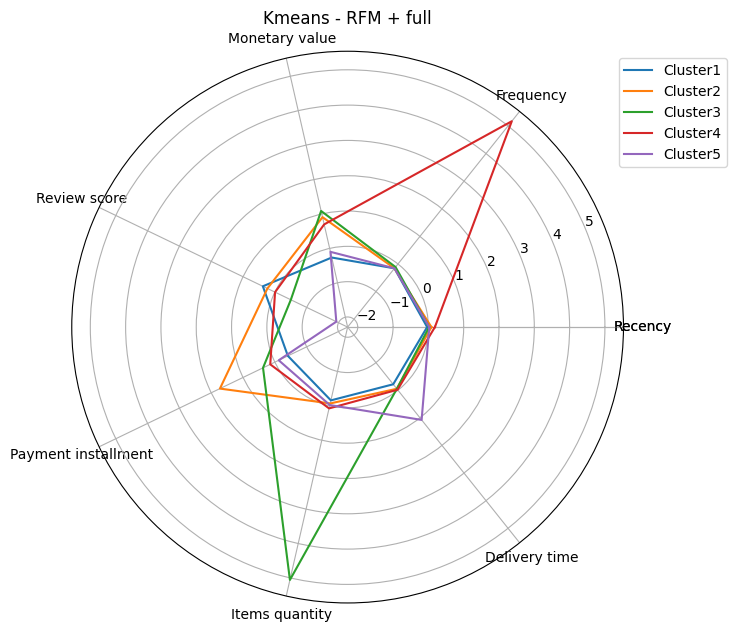 Kmeans - RFM + full
Monetary value
Cluster1
Cluster2
Cluster3
Cluster4
Cluster5
Frequency
Review score
5
4
3
2
1
0
−1
−2
Recency
Payment installment
Delivery time
Items quantity